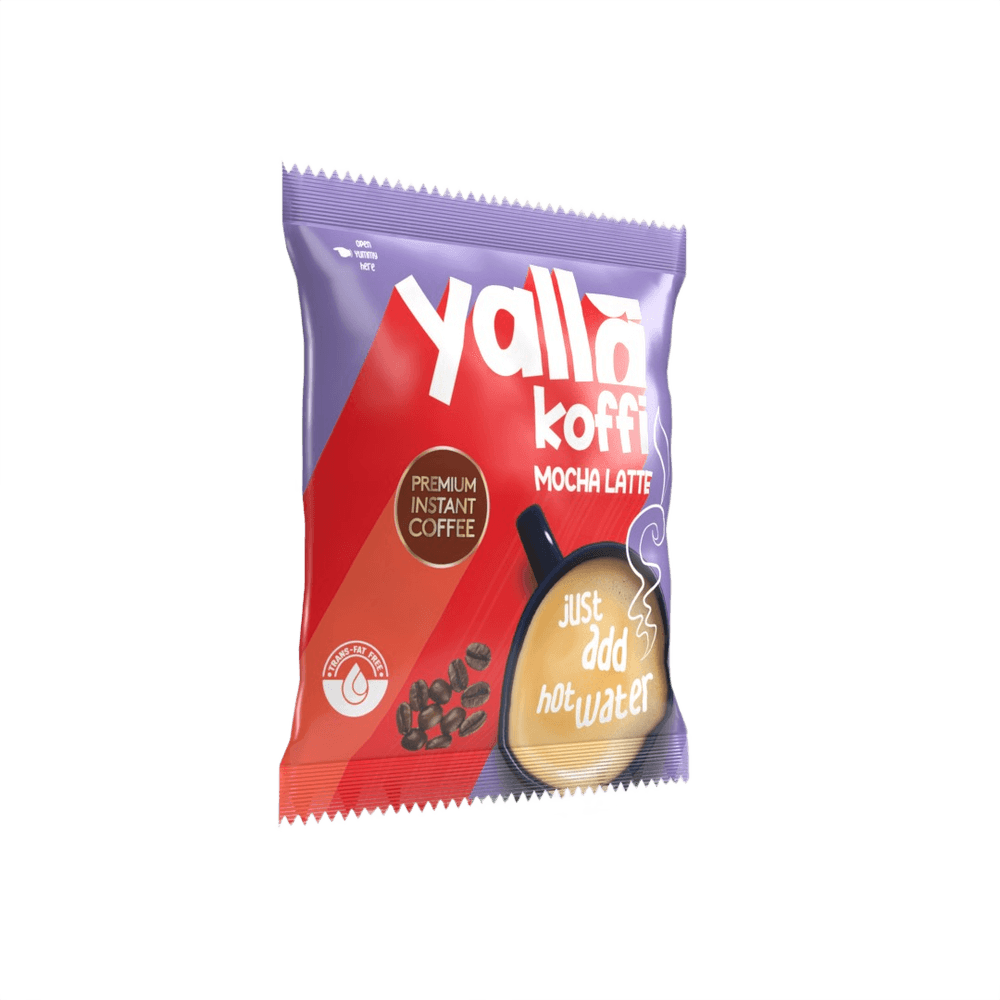 open
yummy
here
yallā
koffi
MOCHA LATTE
PREMIUM
INSTANT
COFFEE
just
add
hot water
TRANS-FAT FREE